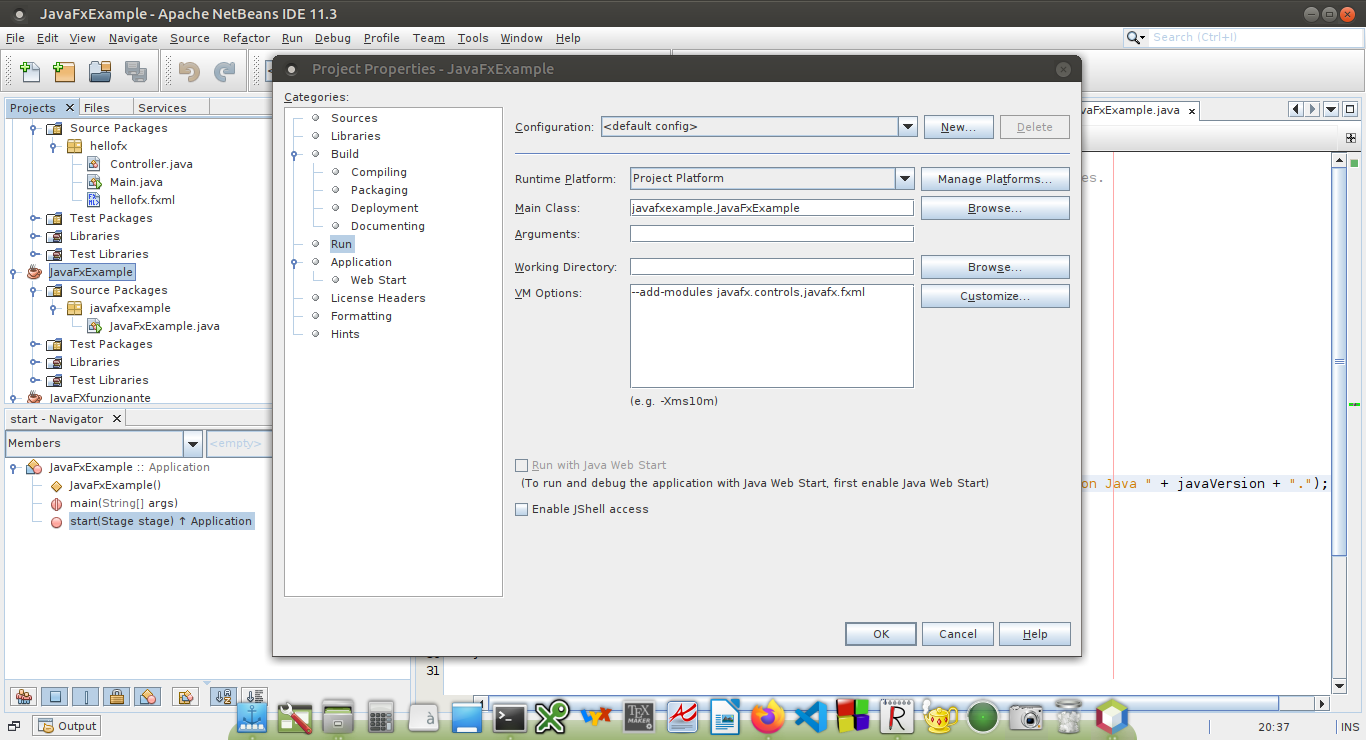 JavaFxExample - Apache NetBeans IDE 11.3
File Edit View Navigate Source Refactor Run Debug Profile Team Tools Window Help
Search (Ctrl+I)
Project Properties - JavaFxExample
Projects Files Services
Source Packages
hellofx
Controller.java
Main.java
hellofx.fxml
Test Packages
Libraries
Test Libraries
JavaFxExample
Source Packages
javafxexample
JavaFxExample.java
Test Packages
Libraries
Test Libraries
JavaFXfunzionante
start - Navigator
Members
<empty>
JavaFxExample :: Application
JavaFxExample()
main(String[] args)
start(Stage stage) ↑ Application
Categories:
Sources
Libraries
Build
Compiling
Packaging
Deployment
Documenting
Run
Application
Web Start
License Headers
Formatting
Hints
Configuration: <default config> New... Delete
Runtime Platform: Project Platform Manage Platforms...
Main Class: javafxexample.JavaFxExample Browse...
Arguments:
Working Directory: Browse...
VM Options: --add-modules javafx.controls,javafx.fxml Customize...
(e.g. -Xms10m)
Run with Java Web Start
(To run and debug the application with Java Web Start, first enable Java Web Start)
Enable JShell access
OK Cancel Help
vaFxExample.java
es.
on Java " + javaVersion + ".");
31
Output
à
TEX
MAKER
R
20:37 INS